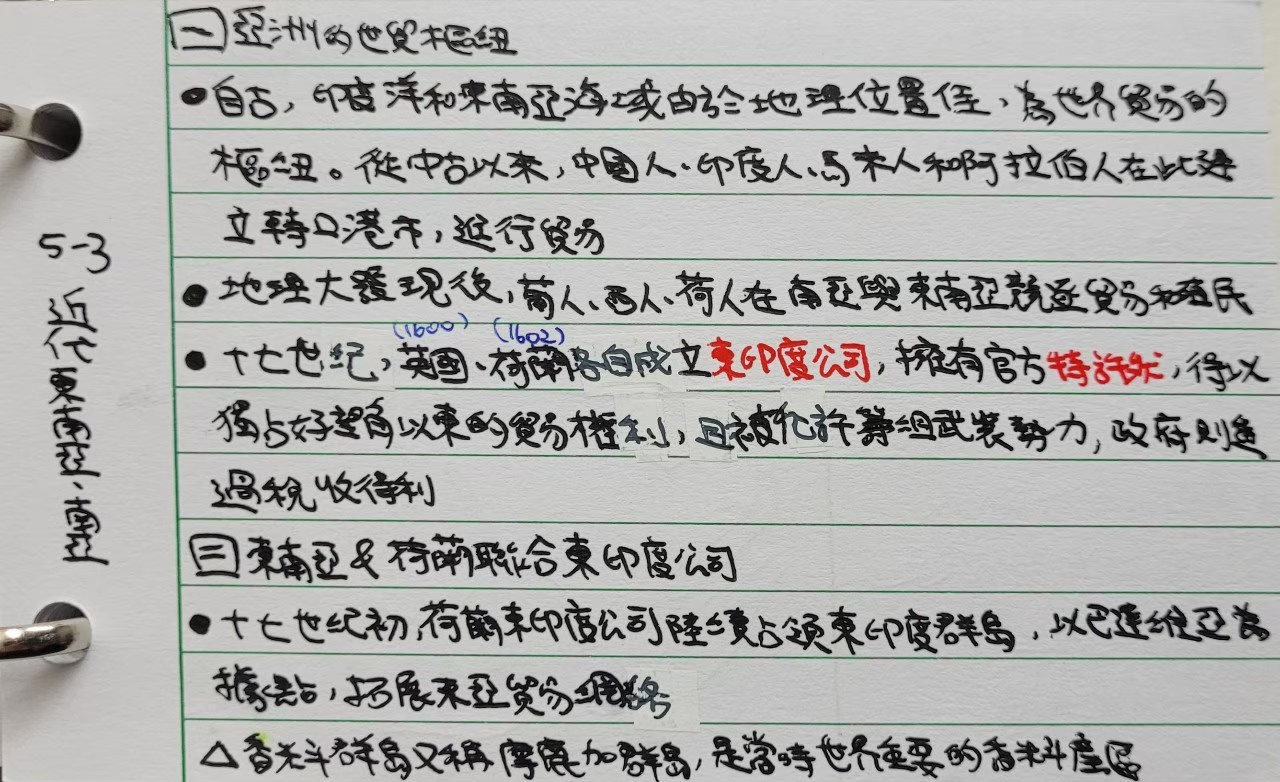 5-3 近代東南亞、南亞
一 亞洲的世貿樞紐
●自古，印度洋和東南亞海域由於地理位置佳，為世界貿易的
樞紐。從中古以來，中國人、印度人、馬來人和阿拉伯人在此建
立轉口港市，進行貿易
●地理大發現後，葡人、西人、荷人在南亞與東南亞競逐貿易和殖民
(1600) (1602)
●十七世紀，英國、荷蘭各自成立東印度公司，擁有官方特許狀，得以
獨占好望角以東的貿易權利，且被允許籌組武裝勢力，政府則透
過稅收得利
二 東南亞&荷蘭聯合東印度公司
●十七世紀初，荷蘭東印度公司陸續占領東印度群島，以巴達維亞為
據點，拓展東亞貿易網絡
△香料群島又稱摩鹿加群島，是當時世界重要的香料產區